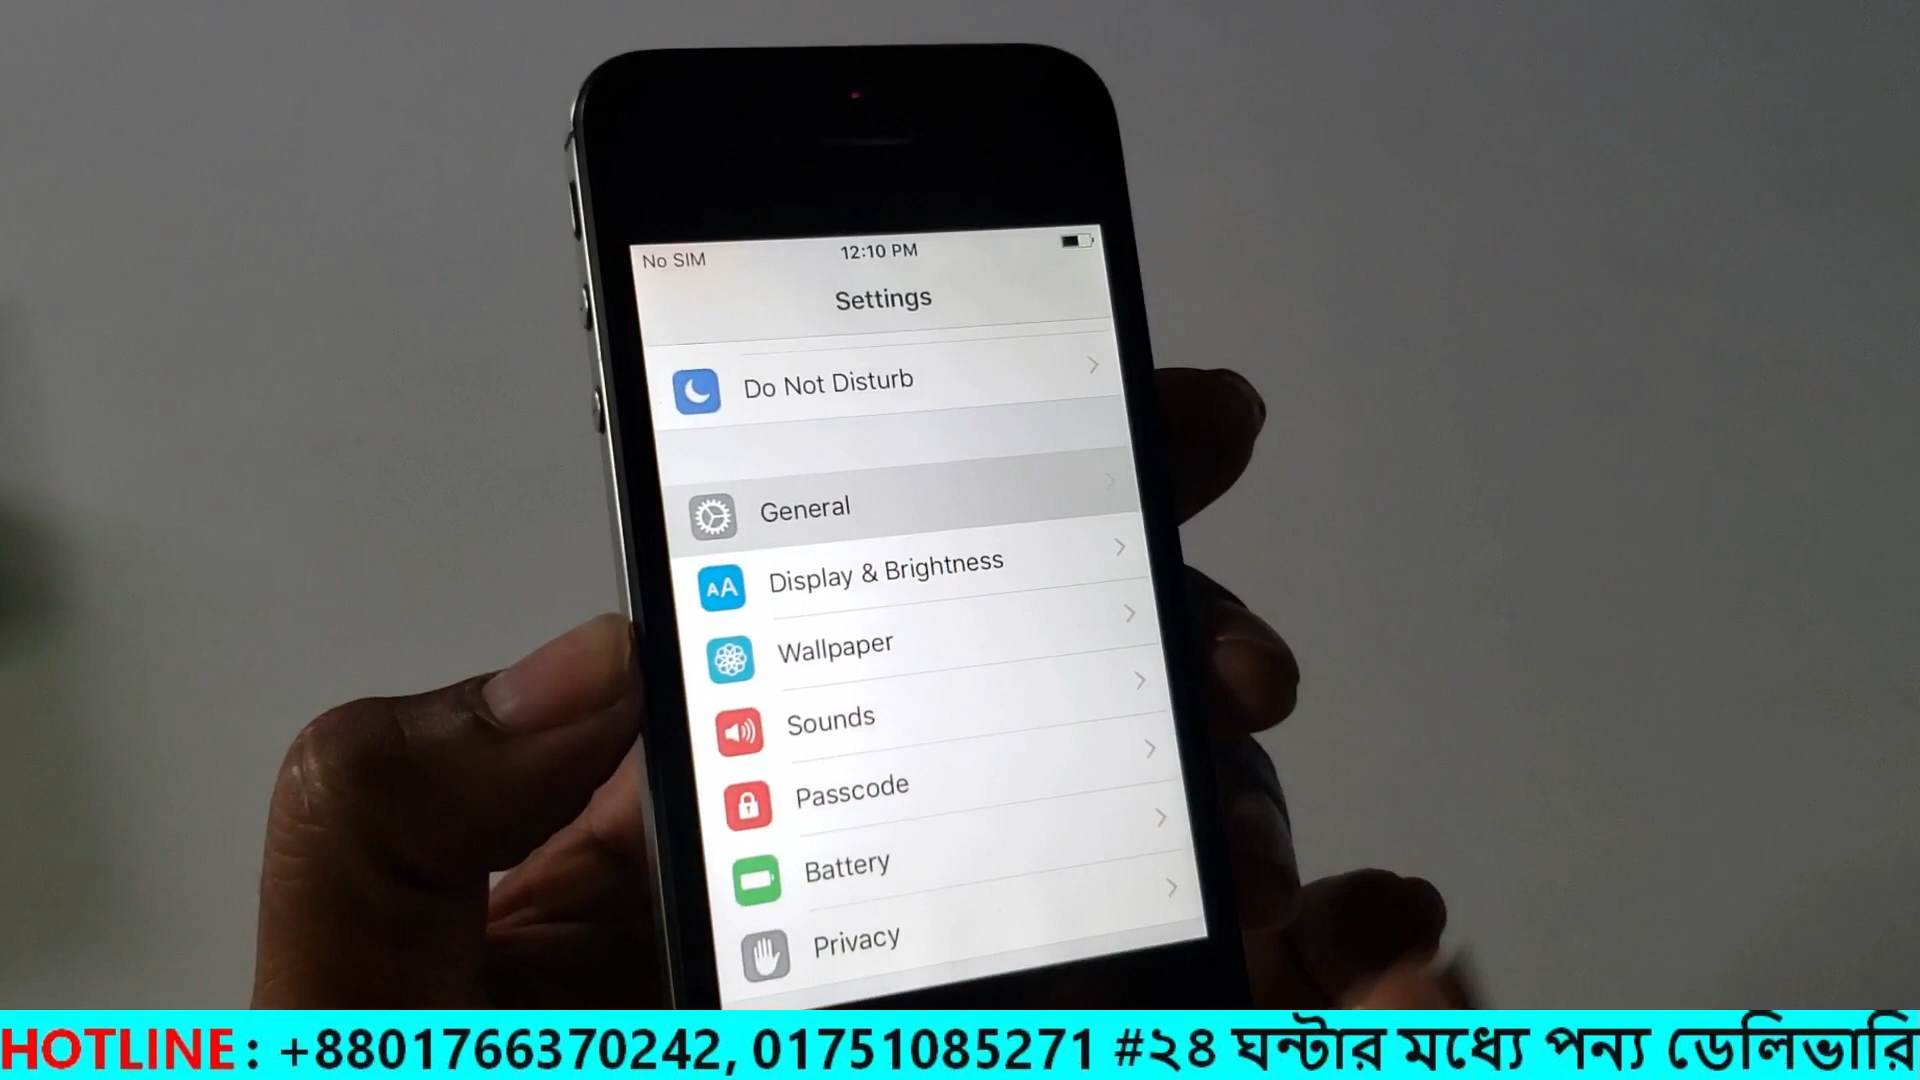 No SIM 12:10 PM
Settings
Do Not Disturb
General
AA Display & Brightness
Wallpaper
Sounds
Passcode
Battery
Privacy
HOTLINE : +8801766370242, 01751085271 #২৪ ঘন্টার মধ্যে পন্য ডেলিভারি